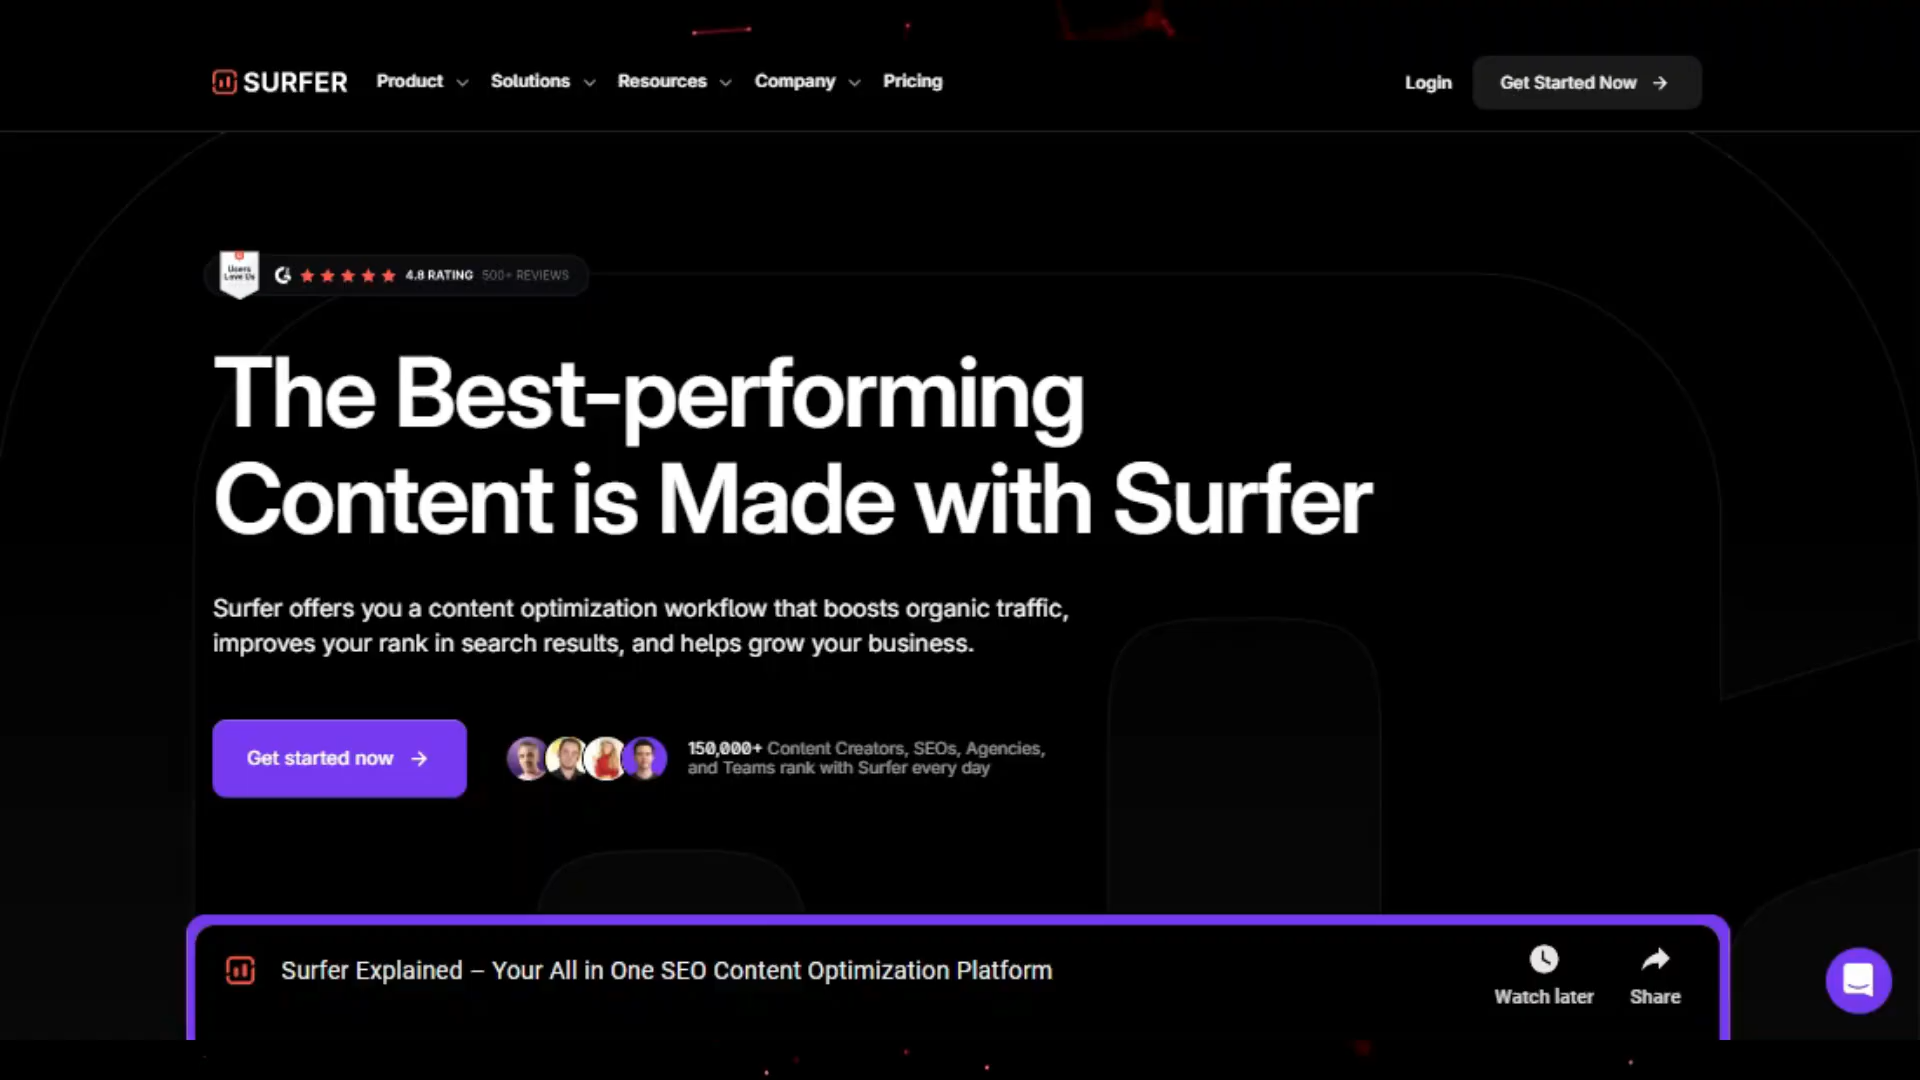 SURFER Product Solutions Resources Company Pricing Login Get Started Now
Users
Love Us
4.8 RATING 500+ REVIEWS
The Best-performing
Content is Made with Surfer
Surfer offers you a content optimization workflow that boosts organic traffic,
improves your rank in search results, and helps grow your business.
Get started now
150,000+ Content Creators, SEOs, Agencies,
and Teams rank with Surfer every day
Surfer Explained – Your All in One SEO Content Optimization Platform
Watch later Share